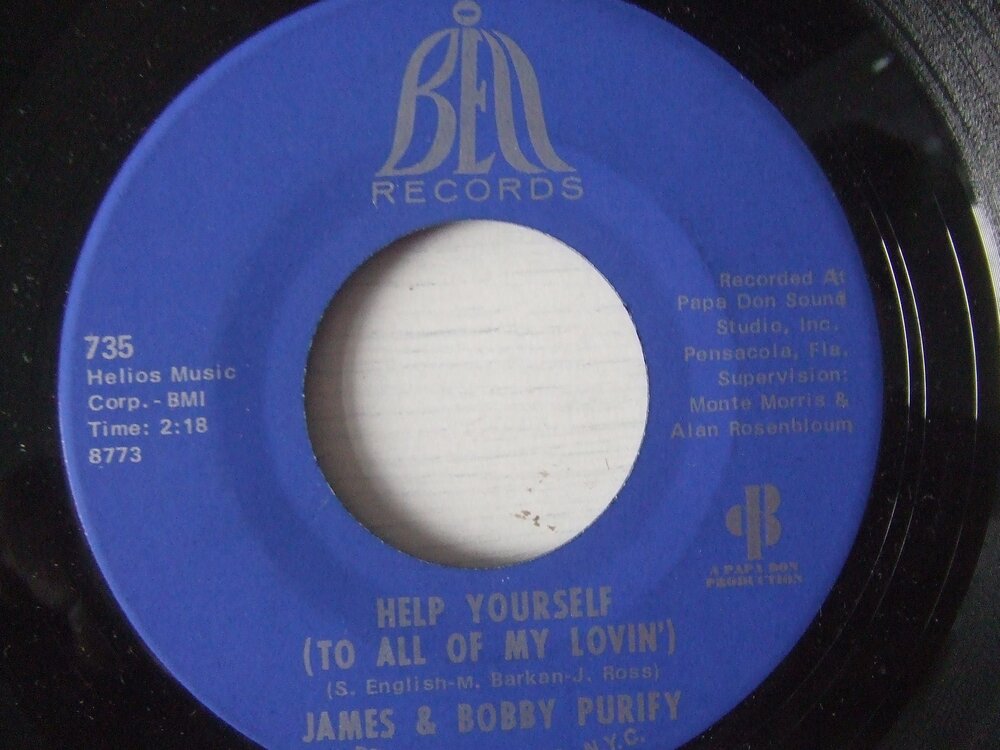 BELL
RECORDS
735
Helios Music
Corp. - BMI
Time: 2:18
8773
Recorded At
Papa Don Sound
Studio, Inc.
Pensacola, Fla.
Supervision:
Monte Morris &
Alan Rosenbloum
A PAPA DON
PRODUCTION
HELP YOURSELF
(TO ALL OF MY LOVIN')
(S. English-M. Barkan-J. Ross)
JAMES & BOBBY PURIFY
N.Y.C.